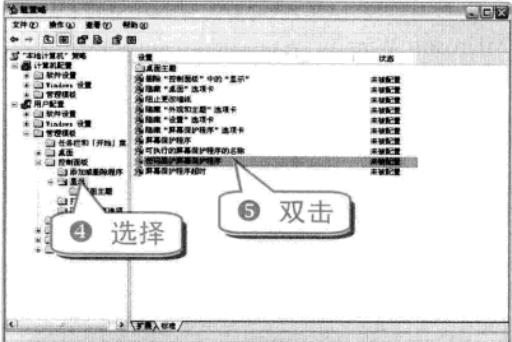 组策略
文件(F) 操作(A) 查看(V) 帮助(H)
“本地计算机” 策略
计算机配置
软件设置
Windows 设置
管理模板
用户配置
软件设置
Windows 设置
管理模板
任务栏和「开始」菜
桌面
控制面板
添加或删除程序
显示
桌面主题
设置
状态
桌面主题
删除 “控制面板” 中的 “显示”
未被配置
隐藏 “桌面” 选项卡
未被配置
阻止更改墙纸
未被配置
隐藏 “外观和主题” 选项卡
未被配置
隐藏 “设置” 选项卡
未被配置
隐藏 “屏幕保护程序” 选项卡
未被配置
屏幕保护程序
未被配置
可执行的屏幕保护程序的名称
未被配置
密码保护屏幕保护程序
未被配置
屏幕保护程序超时
未被配置
④ 选择
⑤ 双击
扩展 标准